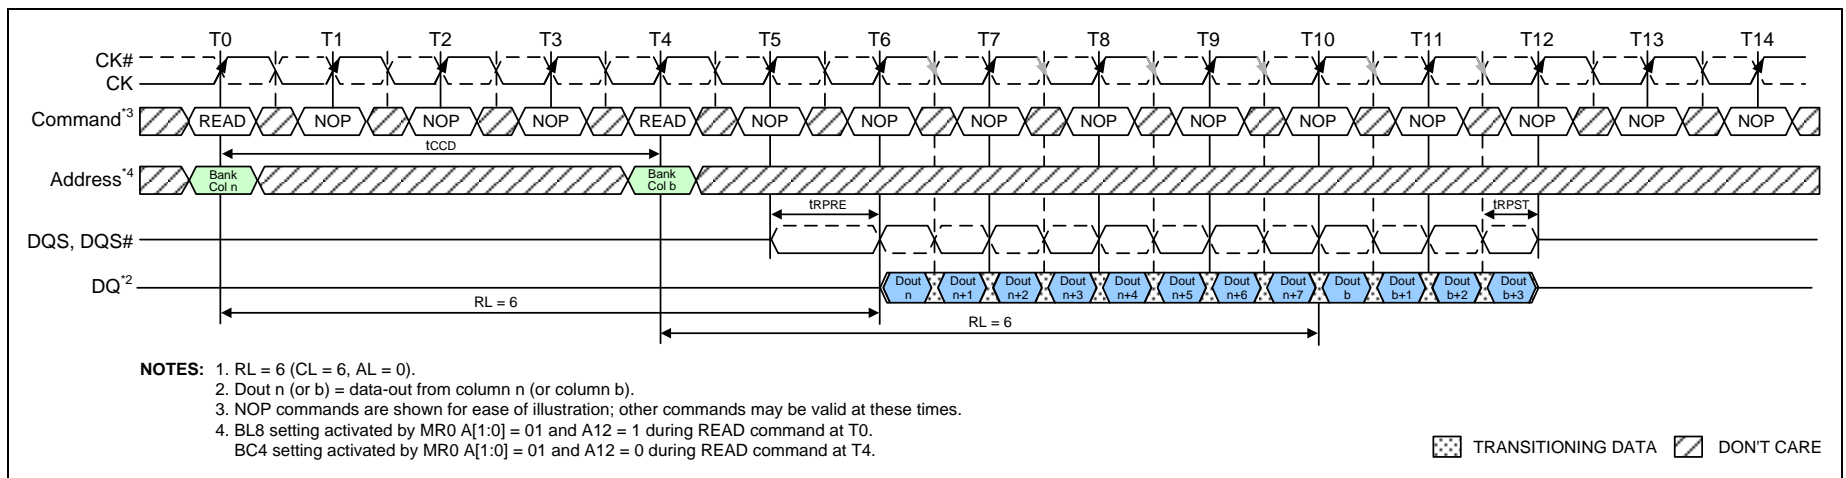 T0 T1 T2 T3 T4 T5 T6 T7 T8 T9 T10 T11 T12 T13 T14
CK#
CK
Command*3 READ NOP NOP NOP READ NOP NOP NOP NOP NOP NOP NOP NOP NOP NOP
tCCD
Address*4 Bank Col n Bank Col b
tRPRE tRPST
DQS, DQS#
DQ*2 Dout n Dout n+1 Dout n+2 Dout n+3 Dout n+4 Dout n+5 Dout n+6 Dout n+7 Dout b Dout b+1 Dout b+2 Dout b+3
RL = 6
RL = 6
NOTES: 1. RL = 6 (CL = 6, AL = 0).
2. Dout n (or b) = data-out from column n (or column b).
3. NOP commands are shown for ease of illustration; other commands may be valid at these times.
4. BL8 setting activated by MR0 A[1:0] = 01 and A12 = 1 during READ command at T0.
BC4 setting activated by MR0 A[1:0] = 01 and A12 = 0 during READ command at T4.
TRANSITIONING DATA DON'T CARE